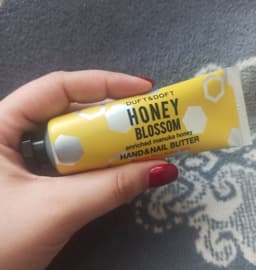 DUFT&DOFT
HONEY
BLOSSOM
enriched manuka honey
HAND&NAIL BUTTER